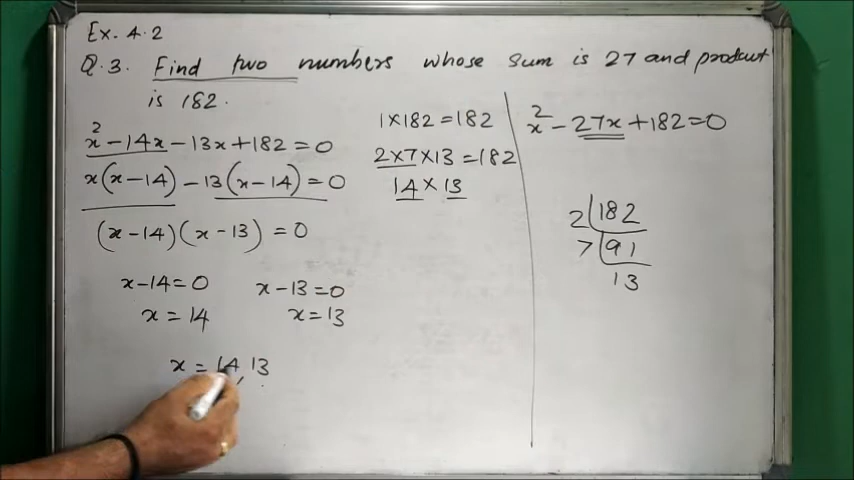 Ex. 4.2
Q.3. Find two numbers whose sum is 27 and product
is 182.
x² - 14x - 13x + 182 = 0
x(x - 14) - 13(x - 14) = 0
(x - 14)(x - 13) = 0
x - 14 = 0 x - 13 = 0
x = 14 x = 13
x = 14, 13
1 × 182 = 182
2 × 7 × 13 = 182
14 × 13
x² - 27x + 182 = 0
2 | 182
7 | 91
13